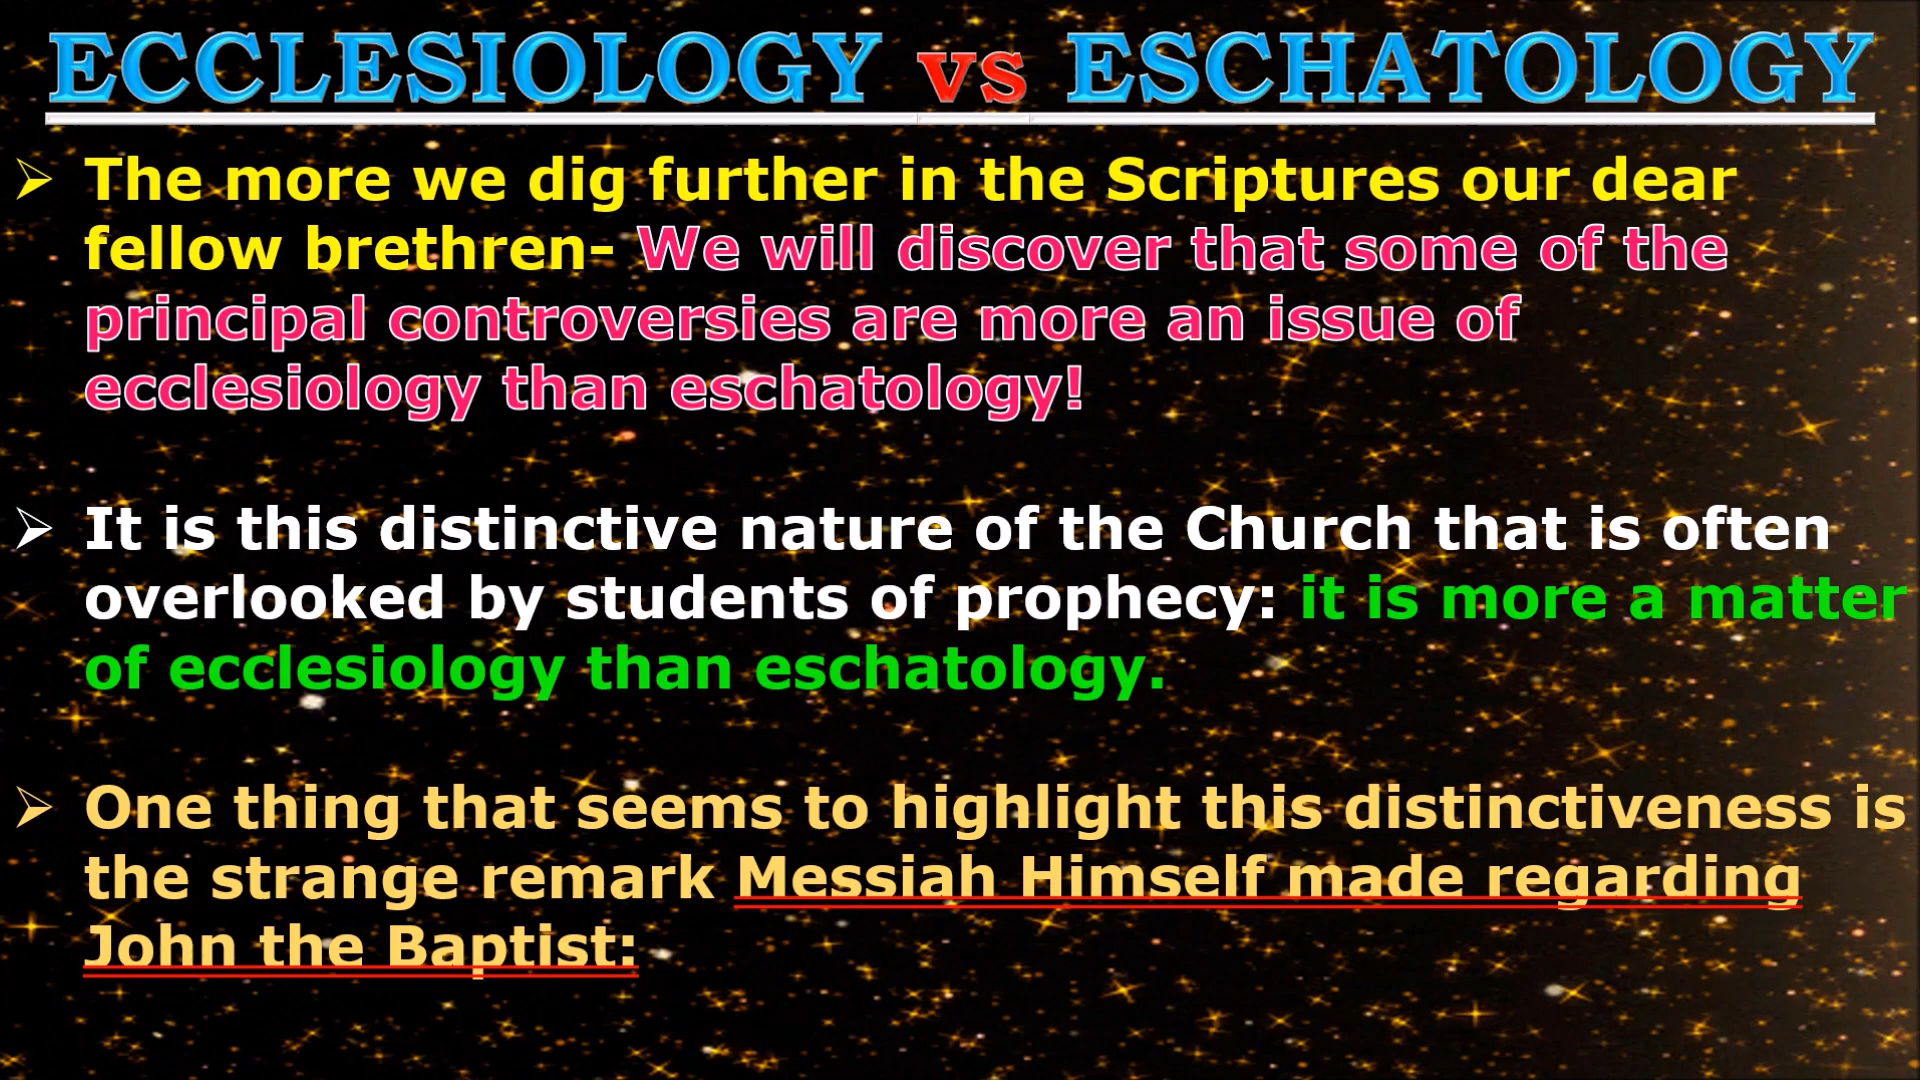 ECCLESIOLOGY vs ESCHATOLOGY
➢ The more we dig further in the Scriptures our dear
fellow brethren- We will discover that some of the
principal controversies are more an issue of
ecclesiology than eschatology!
➢ It is this distinctive nature of the Church that is often
overlooked by students of prophecy: it is more a matter
of ecclesiology than eschatology.
➢ One thing that seems to highlight this distinctiveness is
the strange remark Messiah Himself made regarding
John the Baptist: